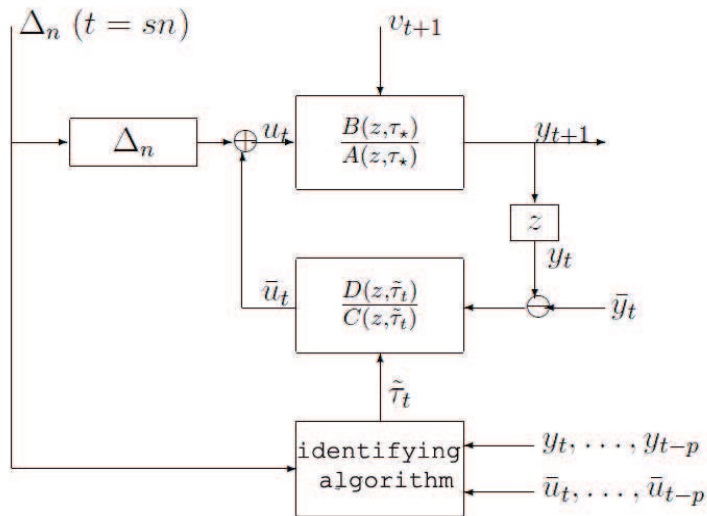 Δₙ (t = sn)
v_{t+1}
Δₙ
u_t
B(z,τ⋆)
A(z,τ⋆)
y_{t+1}
z
y_t
ū_t
D(z,τ̃_t)
C(z,τ̃_t)
ȳ_t
τ̃_t
identifying
algorithm
y_t, . . . , y_{t−p}
ū_t, . . . , ū_{t−p}